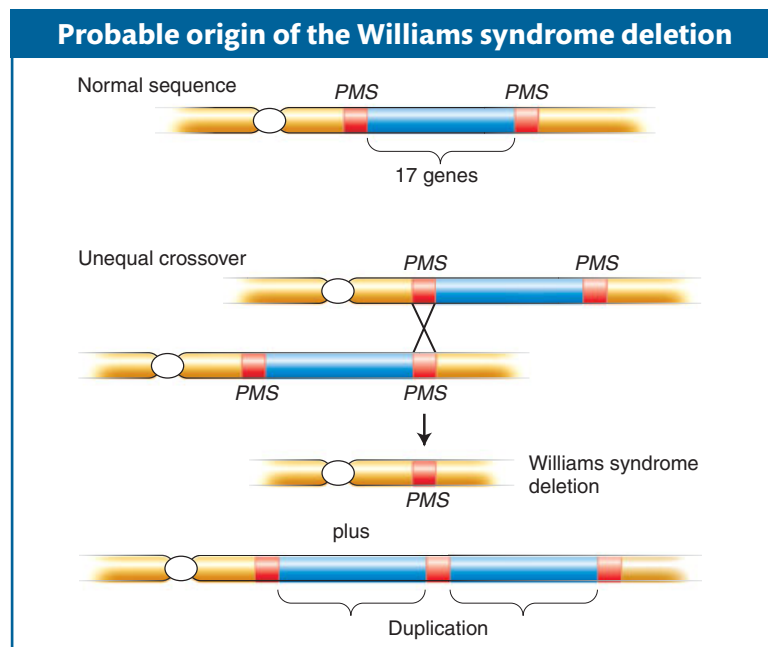 Probable origin of the Williams syndrome deletion
Normal sequence
PMS PMS
17 genes
Unequal crossover
PMS PMS
PMS PMS
Williams syndrome
deletion
PMS
plus
Duplication